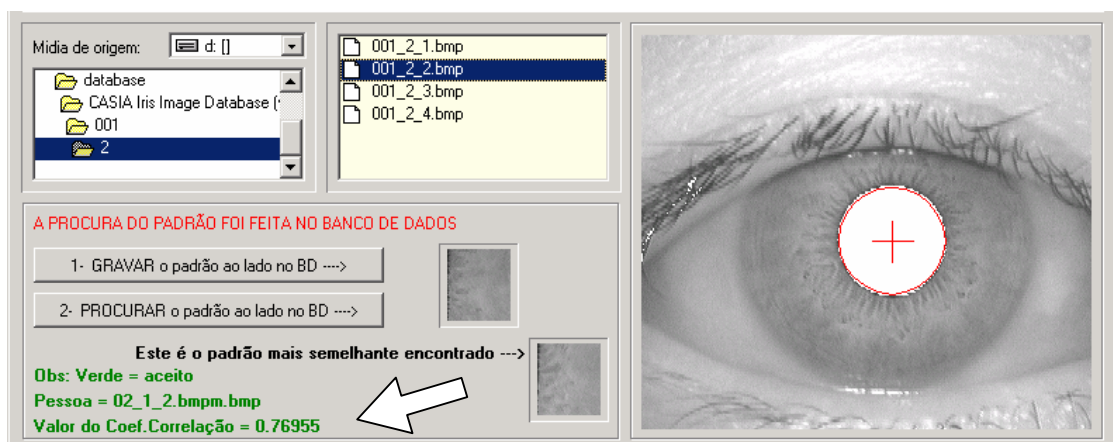 Midia de origem:
d: []
database
CASIA Iris Image Database (
001
2
001_2_1.bmp
001_2_2.bmp
001_2_3.bmp
001_2_4.bmp
A PROCURA DO PADRÃO FOI FEITA NO BANCO DE DADOS
1- GRAVAR o padrão ao lado no BD ---->
2- PROCURAR o padrão ao lado no BD ---->
Este é o padrão mais semelhante encontrado --->
Obs: Verde = aceito
Pessoa = 02_1_2.bmpm.bmp
Valor do Coef.Correlação = 0.76955